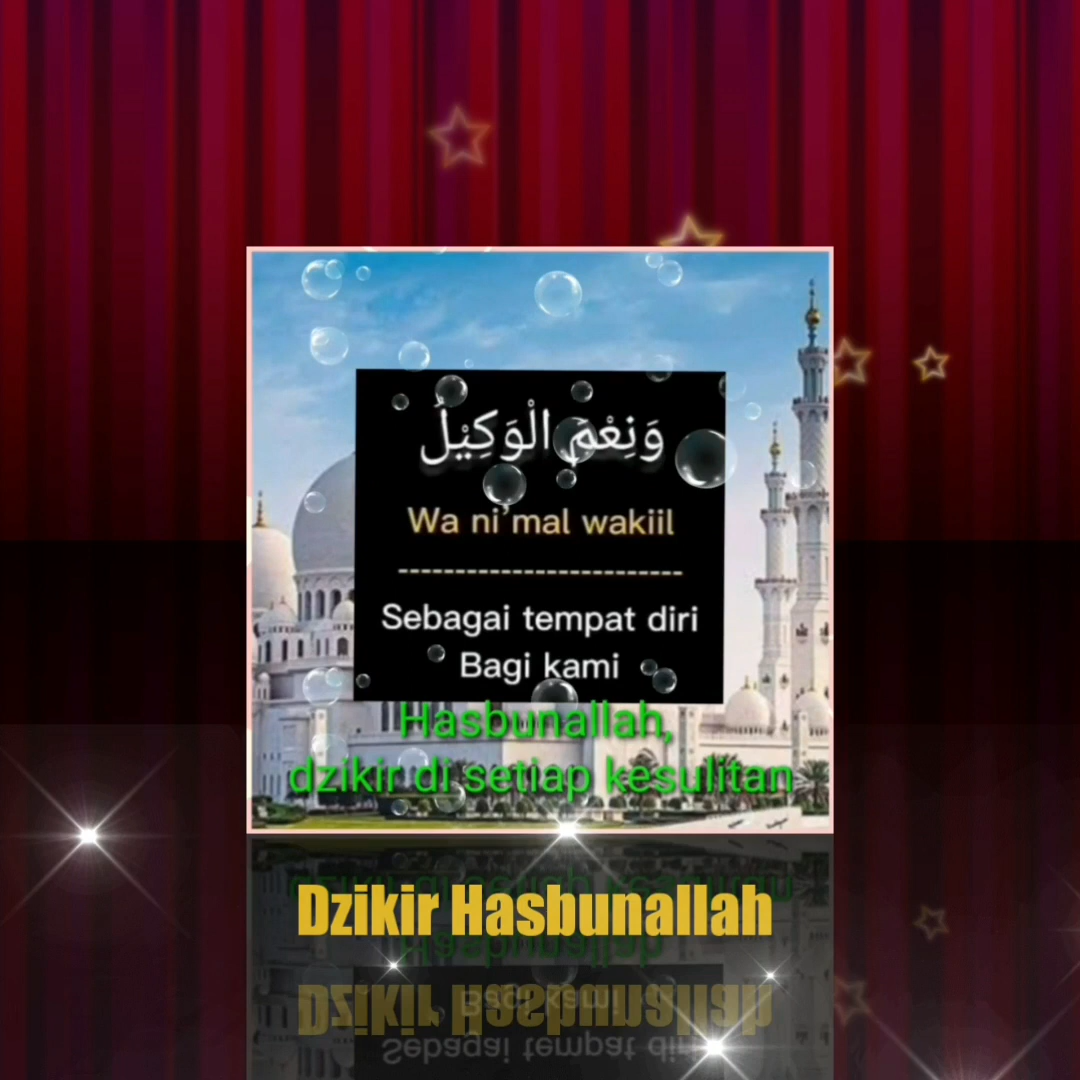 وَنِعْمَ الْوَكِيْلُ
Wa ni'mal wakiil
-------------------------
Sebagai tempat diri
Bagi kami
Hasbunallah,
dzikir di setiap kesulitan
Dzikir Hasbunallah